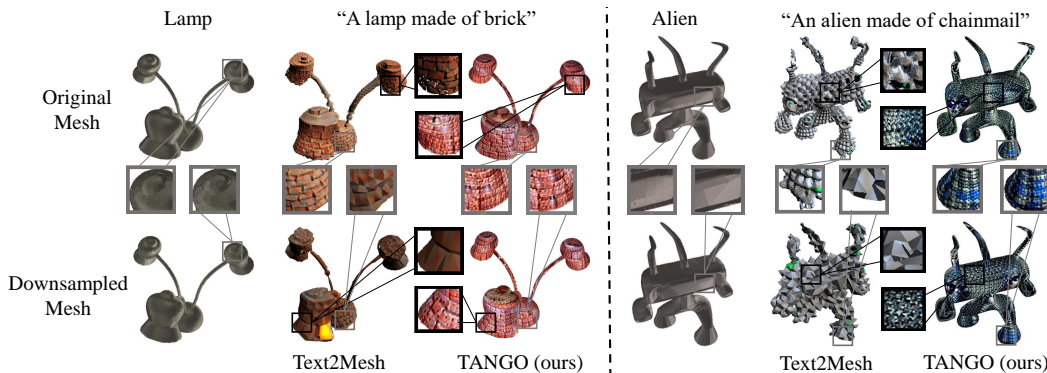 Lamp
“A lamp made of brick”
Alien
“An alien made of chainmail”
Original
Mesh
Downsampled
Mesh
Text2Mesh
TANGO (ours)
Text2Mesh
TANGO (ours)